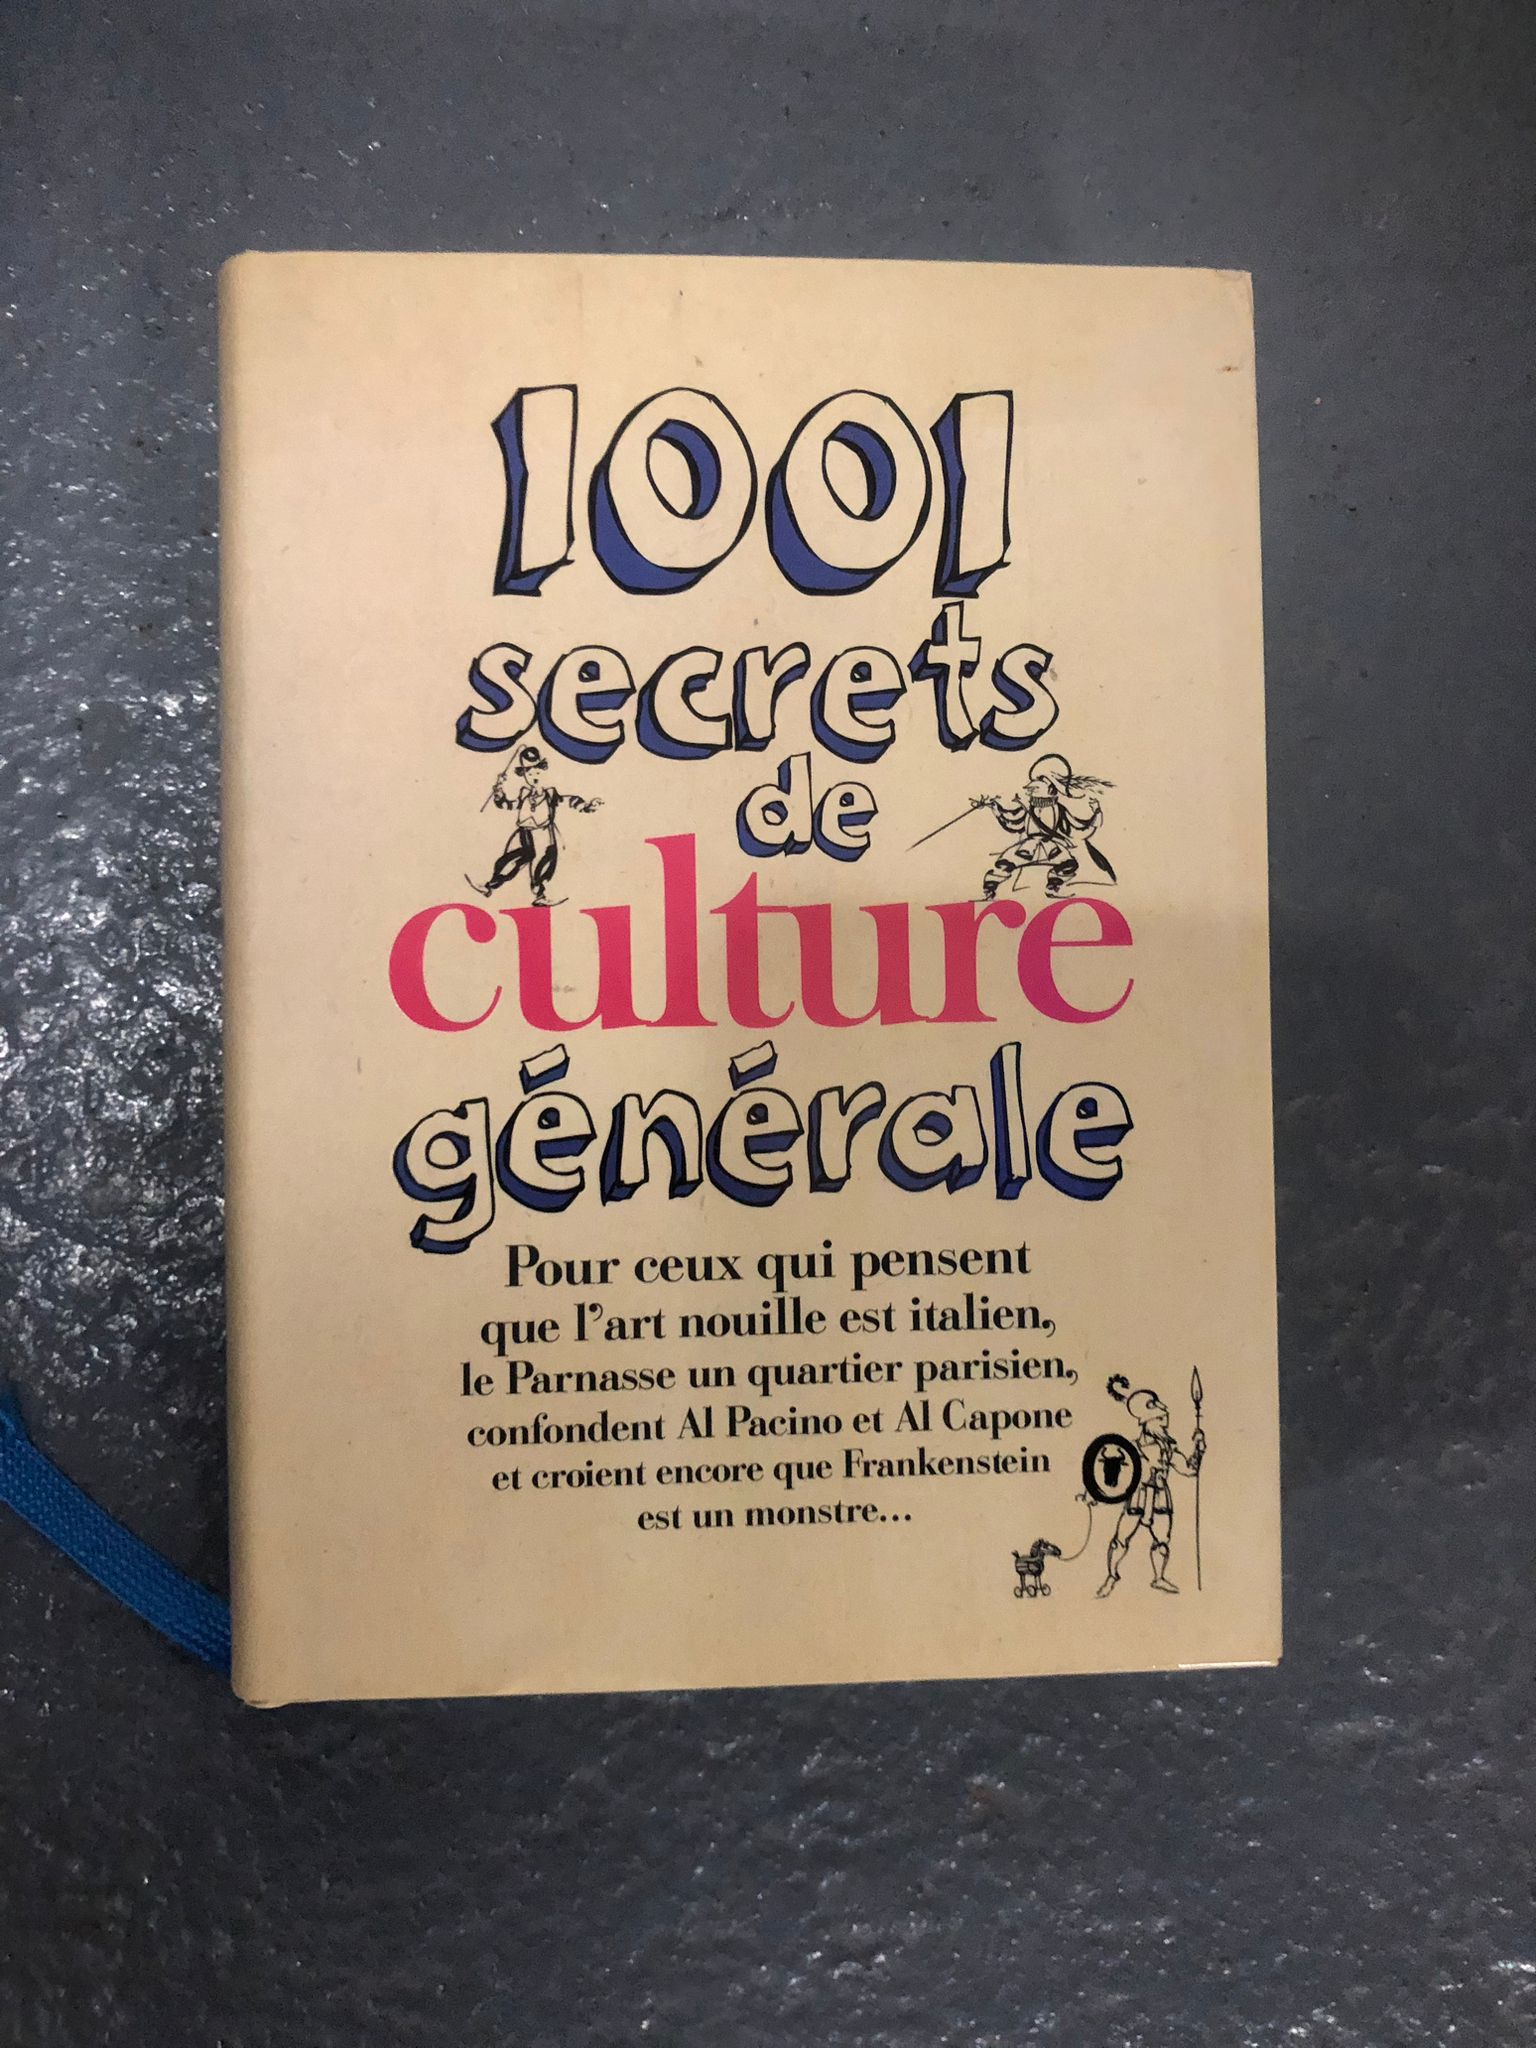 1001
secrets
de
culture
générale
Pour ceux qui pensent
que l'art nouille est italien,
le Parnasse un quartier parisien,
confondent Al Pacino et Al Capone
et croient encore que Frankenstein
est un monstre...